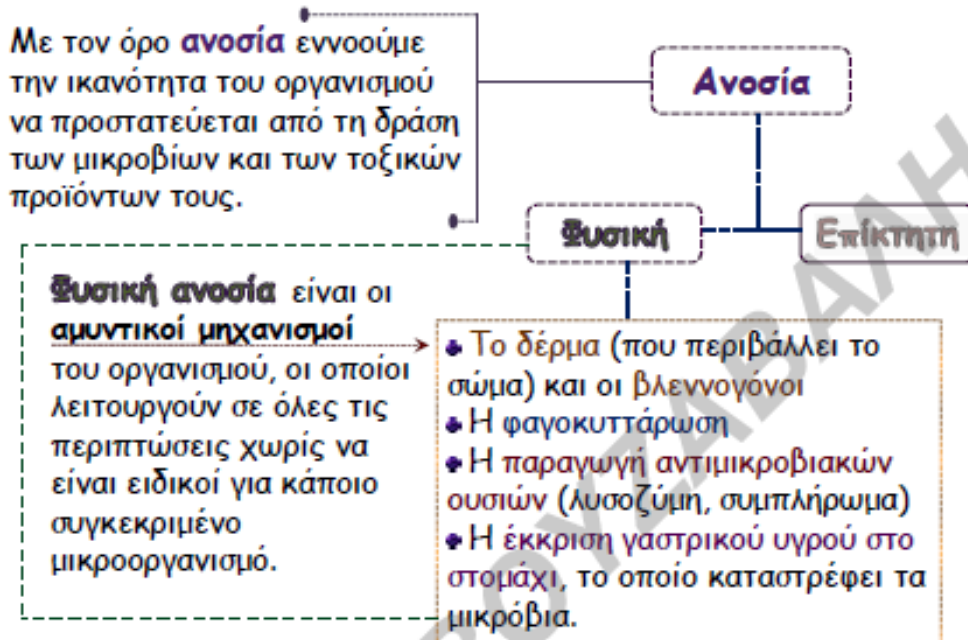 Με τον όρο ανοσία εννοούμε
την ικανότητα του οργανισμού
να προστατεύεται από τη δράση
των μικροβίων και των τοξικών
προϊόντων τους.
Ανοσία
Φυσική
Επίκτητη
Φυσική ανοσία είναι οι
αμυντικοί μηχανισμοί
του οργανισμού, οι οποίοι
λειτουργούν σε όλες τις
περιπτώσεις χωρίς να
είναι ειδικοί για κάποιο
συγκεκριμένο
μικροοργανισμό.
Το δέρμα (που περιβάλλει το
σώμα) και οι βλεννογόνοι
Η φαγοκυττάρωση
Η παραγωγή αντιμικροβιακών
ουσιών (λυσοζύμη, συμπλήρωμα)
Η έκκριση γαστρικού υγρού στο
στομάχι, το οποίο καταστρέφει τα
μικρόβια.
ΟΥΖΑΒΑΛΗ